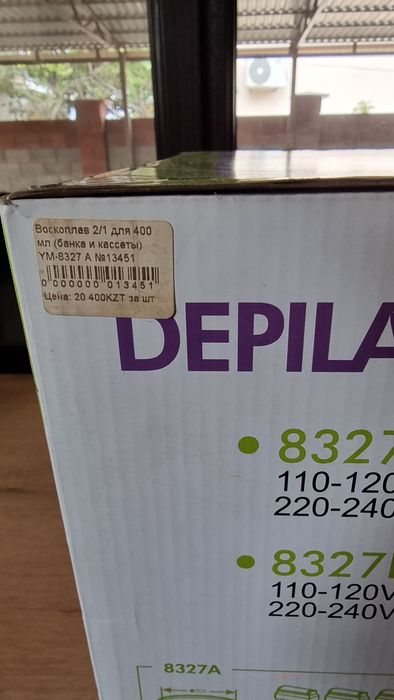 Воскоплав 2/1 для 400
мл (банка и кассеты)
YM-8327 A №13451
0 000000 013451
Цена: 20 400KZT за шт
DEPILA
• 8327
110-120
220-240
• 8327
110-120V
220-240V
8327A